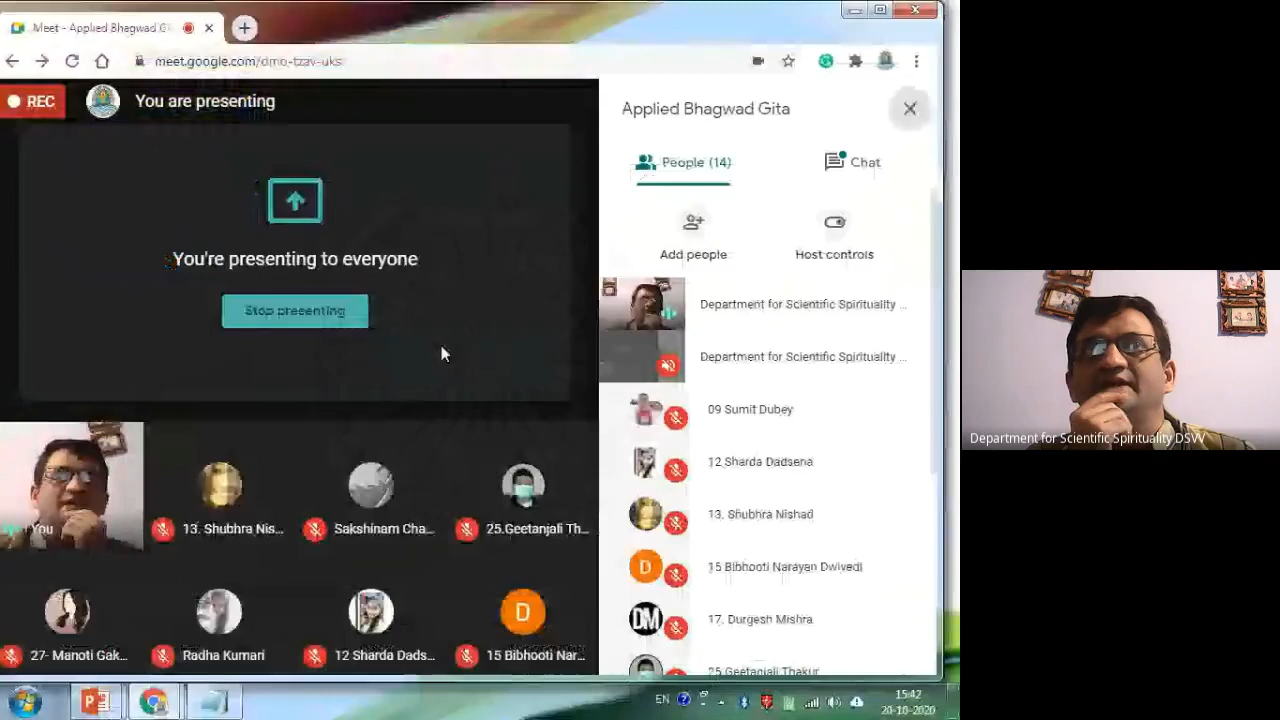 Meet - Applied Bhagwad G
meet.google.com/dmo-tzav-uks
REC
You are presenting
Applied Bhagwad Gita
People (14)
Chat
Add people
Host controls
You're presenting to everyone
Stop presenting
Department for Scientific Spirituality ...
Department for Scientific Spirituality ...
09 Sumit Dubey
12 Sharda Dadsena
13. Shubhra Nishad
15 Bibhooti Narayan Dwivedi
17. Durgesh Mishra
25 Geetanjali Thakur
D
DM
You
13. Shubhra Nis...
Sakshinam Cha...
25.Geetanjali Th...
D
27- Manoti Gak...
Radha Kumari
12 Sharda Dads...
15 Bibhooti Nar...
Department for Scientific Spirituality DSVV
EN
15:42
20-10-2020